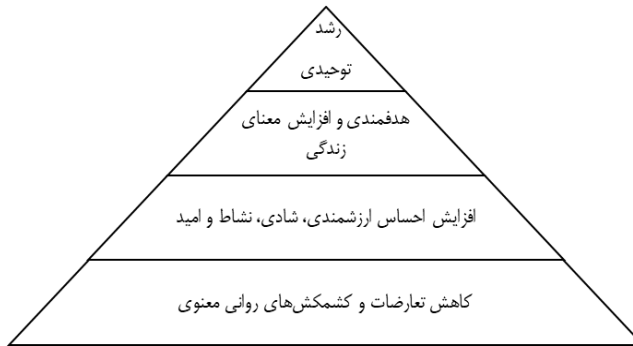 رشد
توحیدی
هدفمندی و افزایش معنای
زندگی
افزایش احساس ارزشمندی، شادی، نشاط و امید
کاهش تعارضات و کشمکش‌های روانی معنوی